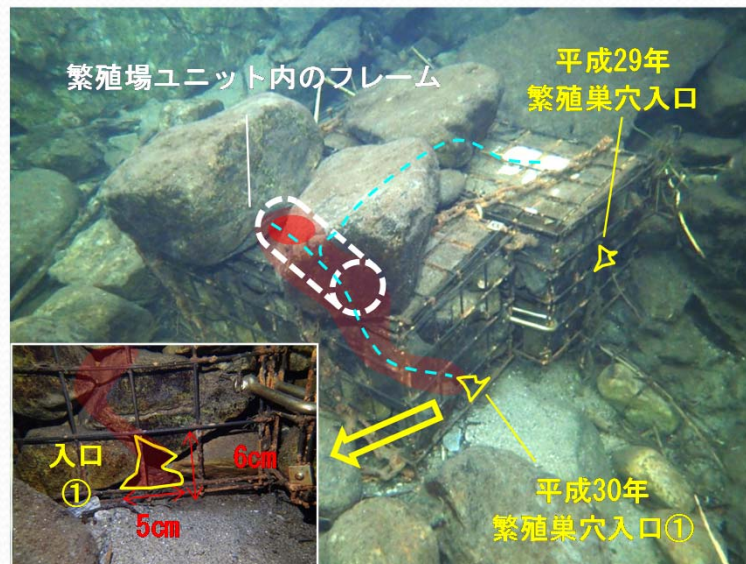 繁殖場ユニット内のフレーム
平成29年
繁殖巣穴入口
入口
①
6cm
5cm
平成30年
繁殖巣穴入口①